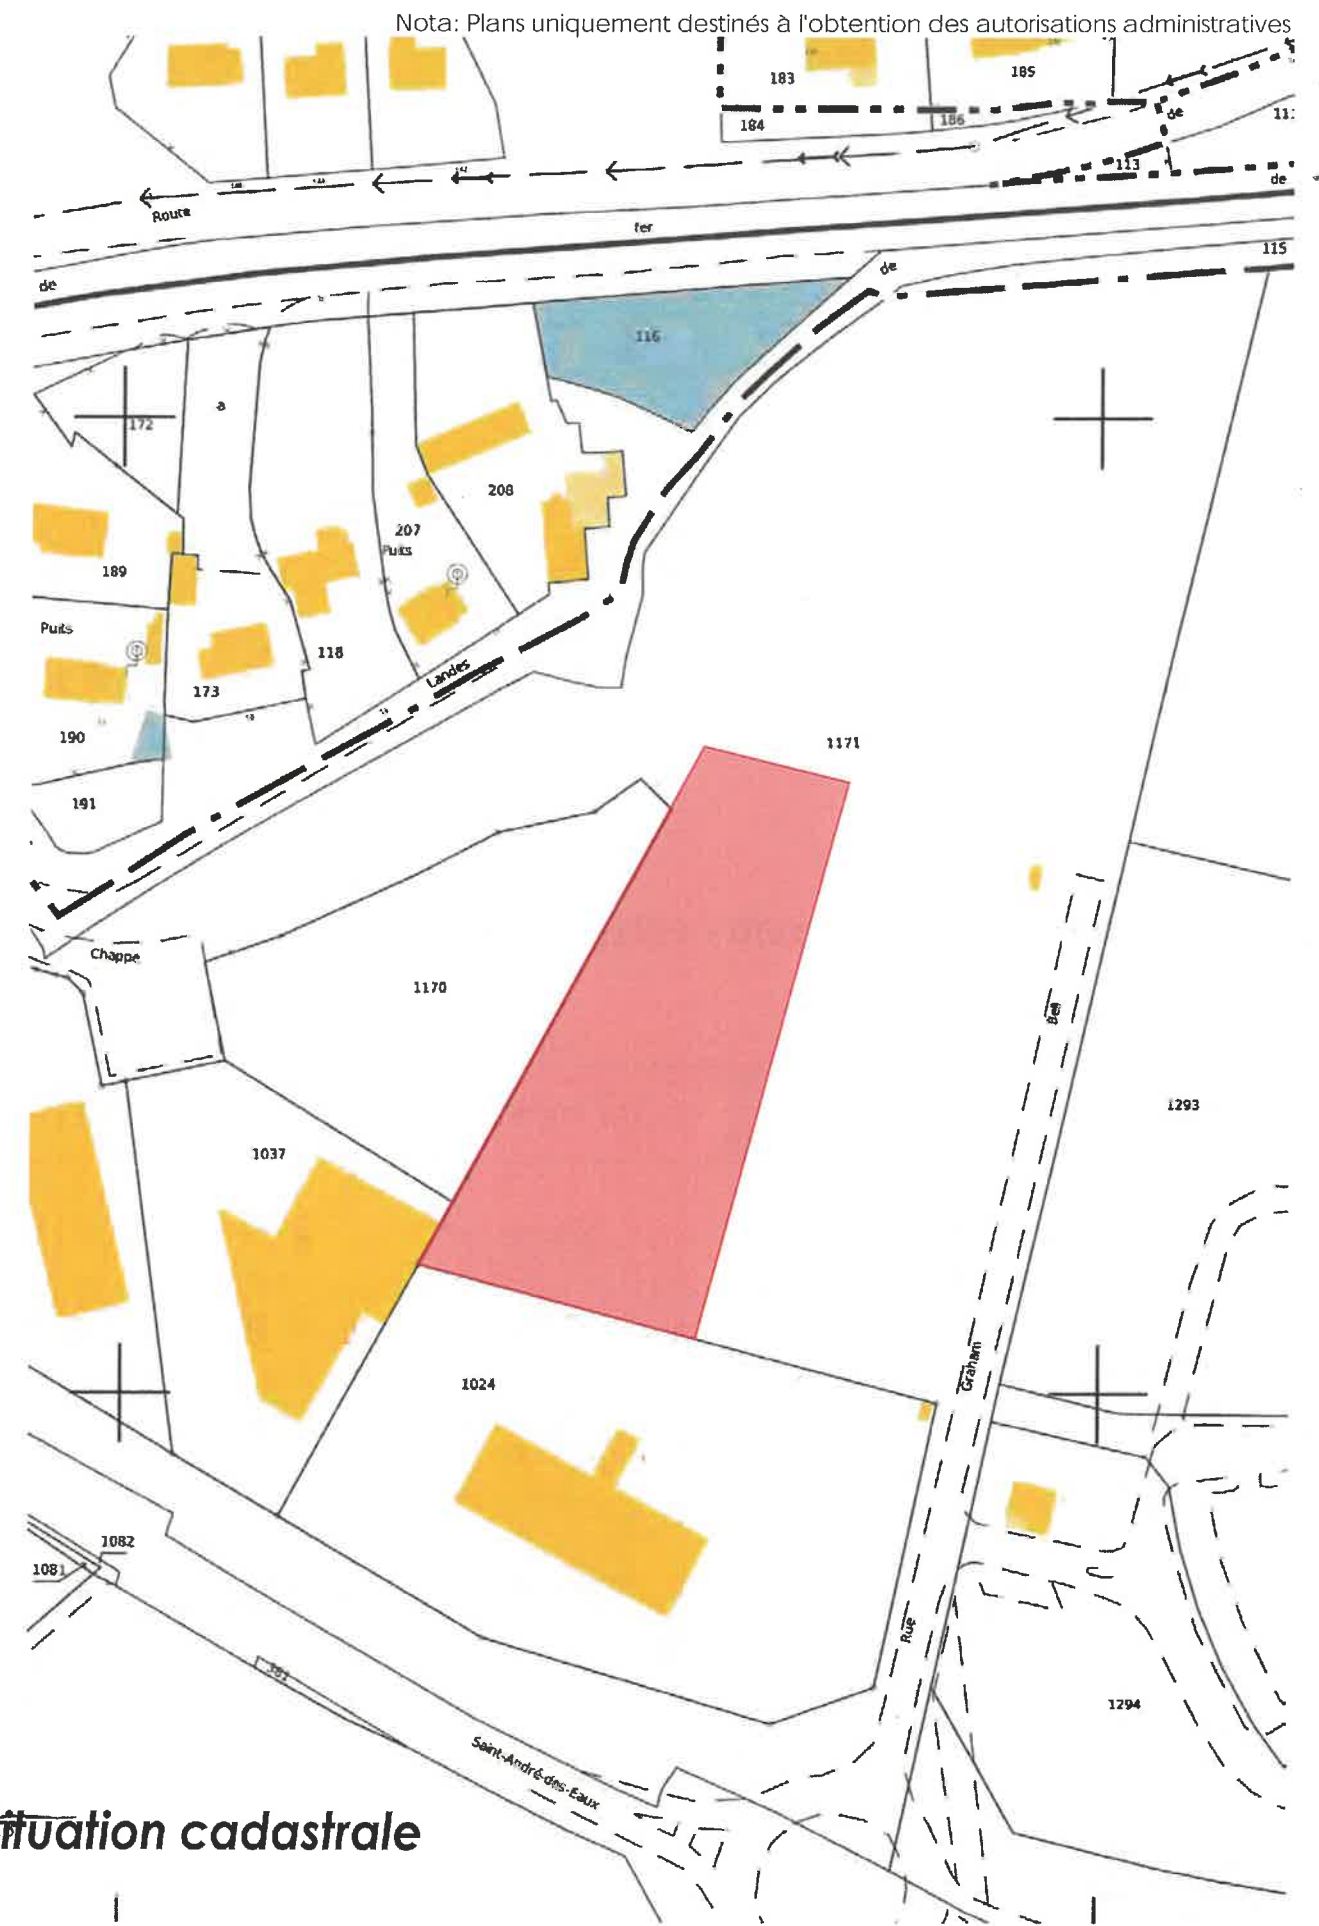 Nota: Plans uniquement destinés à l'obtention des autorisations administratives
183
185
184
186
de
113
Route
fer
de
de
de
115
116
172
a
208
207
Puits
189
Puits
118
Landes
173
190
191
1171
Chappe
1170
Bell
1293
1037
Graham
1024
1082
1081
Rue
381
1294
Saint-André-des-Eaux
ituation cadastrale